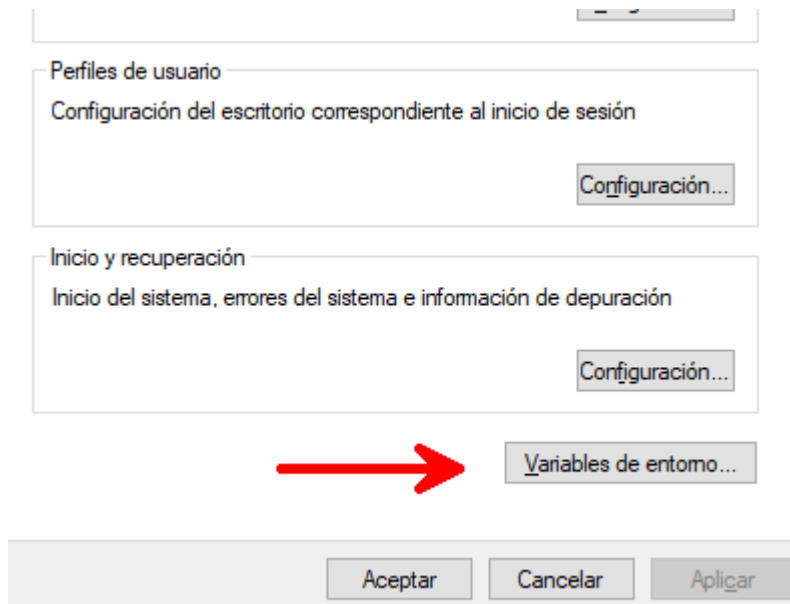 Perfiles de usuario
Configuración del escritorio correspondiente al inicio de sesión
Configuración...
Inicio y recuperación
Inicio del sistema, errores del sistema e información de depuración
Configuración...
Variables de entorno...
Aceptar
Cancelar
Aplicar